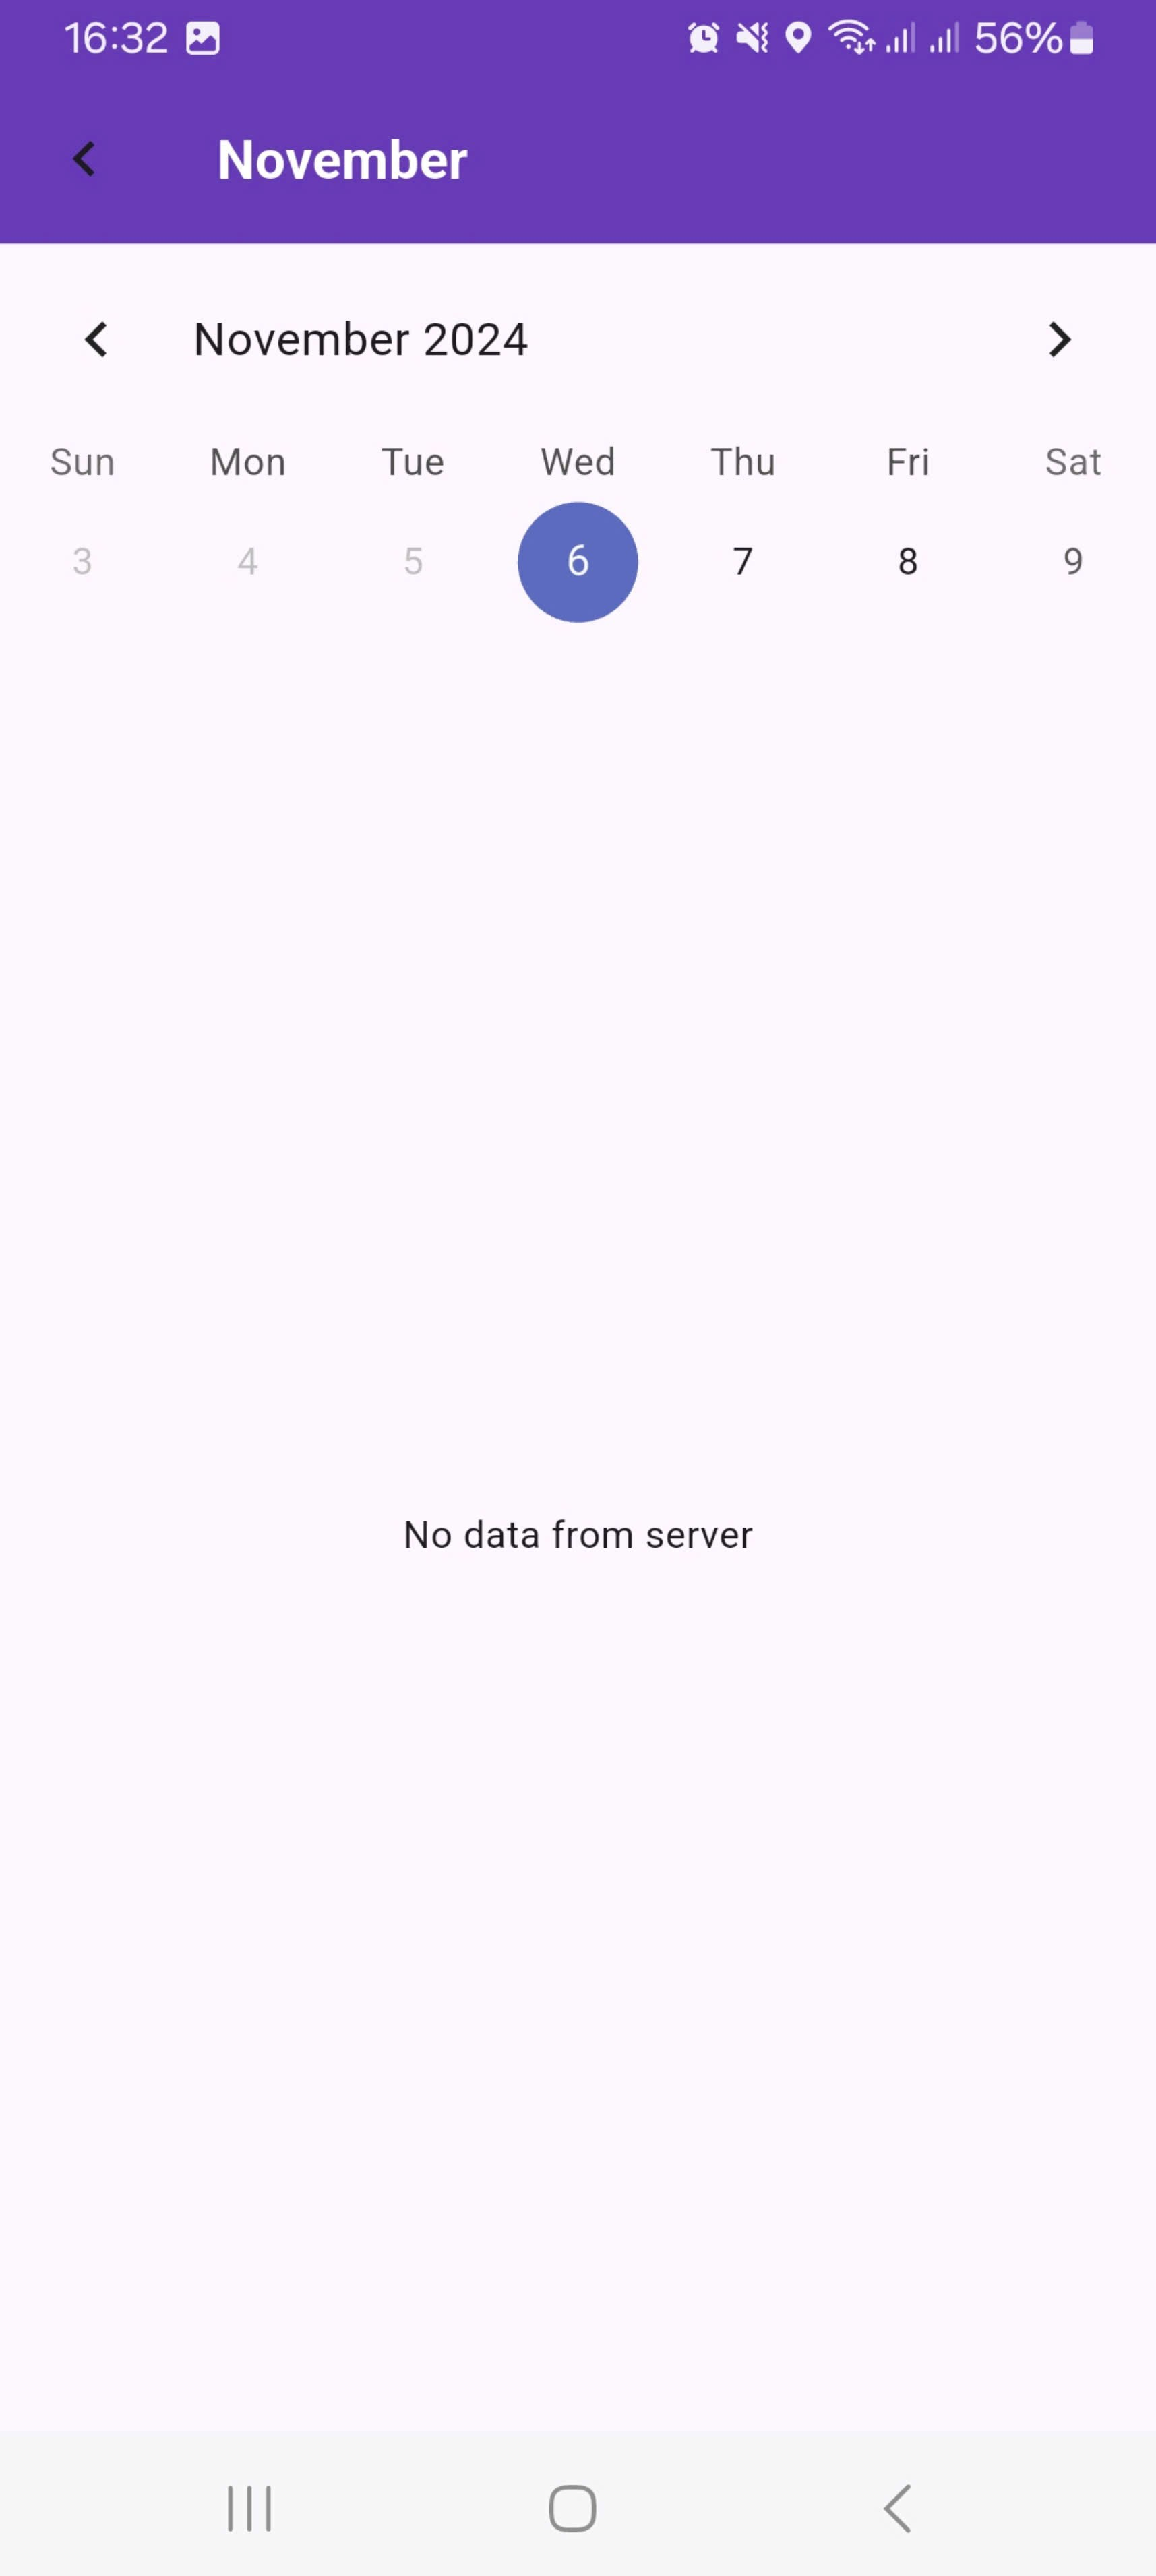 16:32 56%
November
November 2024
Sun Mon Tue Wed Thu Fri Sat
3 4 5 6 7 8 9
No data from server